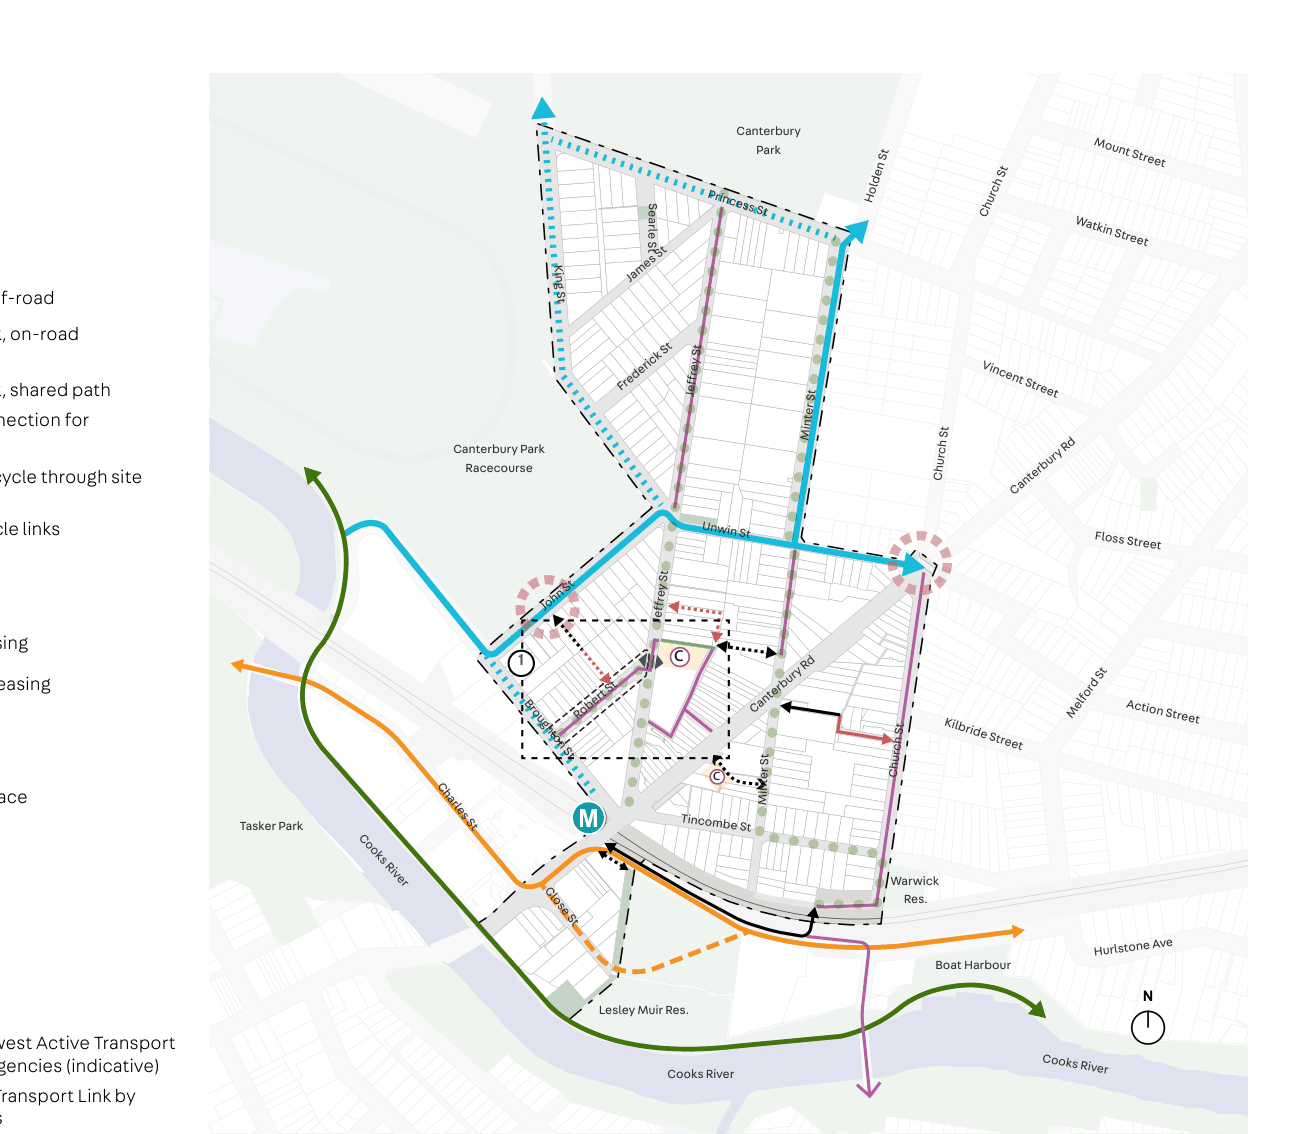 f-road
, on-road
, shared path
nection for
cycle through site
cle links
sing
easing
ace
west Active Transport
gencies (indicative)
Transport Link by
s
Canterbury
Park
Holden St
Church St
Mount Street
Watkin Street
Princess St
Searle St
James St
King St
Frederick St
Jeffrey St
Minter St
Vincent Street
Canterbury Park
Racecourse
Church St
Canterbury Rd
Unwin St
Floss Street
John St
Jeffrey St
1
C
Robert St
Broughton St
Canterbury Rd
Melford St
Action Street
Kilbride Street
Church St
C
Minter St
M
Tincombe St
Charles St
Tasker Park
Cooks River
Close St
Warwick
Res.
Hurlstone Ave
Boat Harbour
Lesley Muir Res.
N
Cooks River
Cooks River